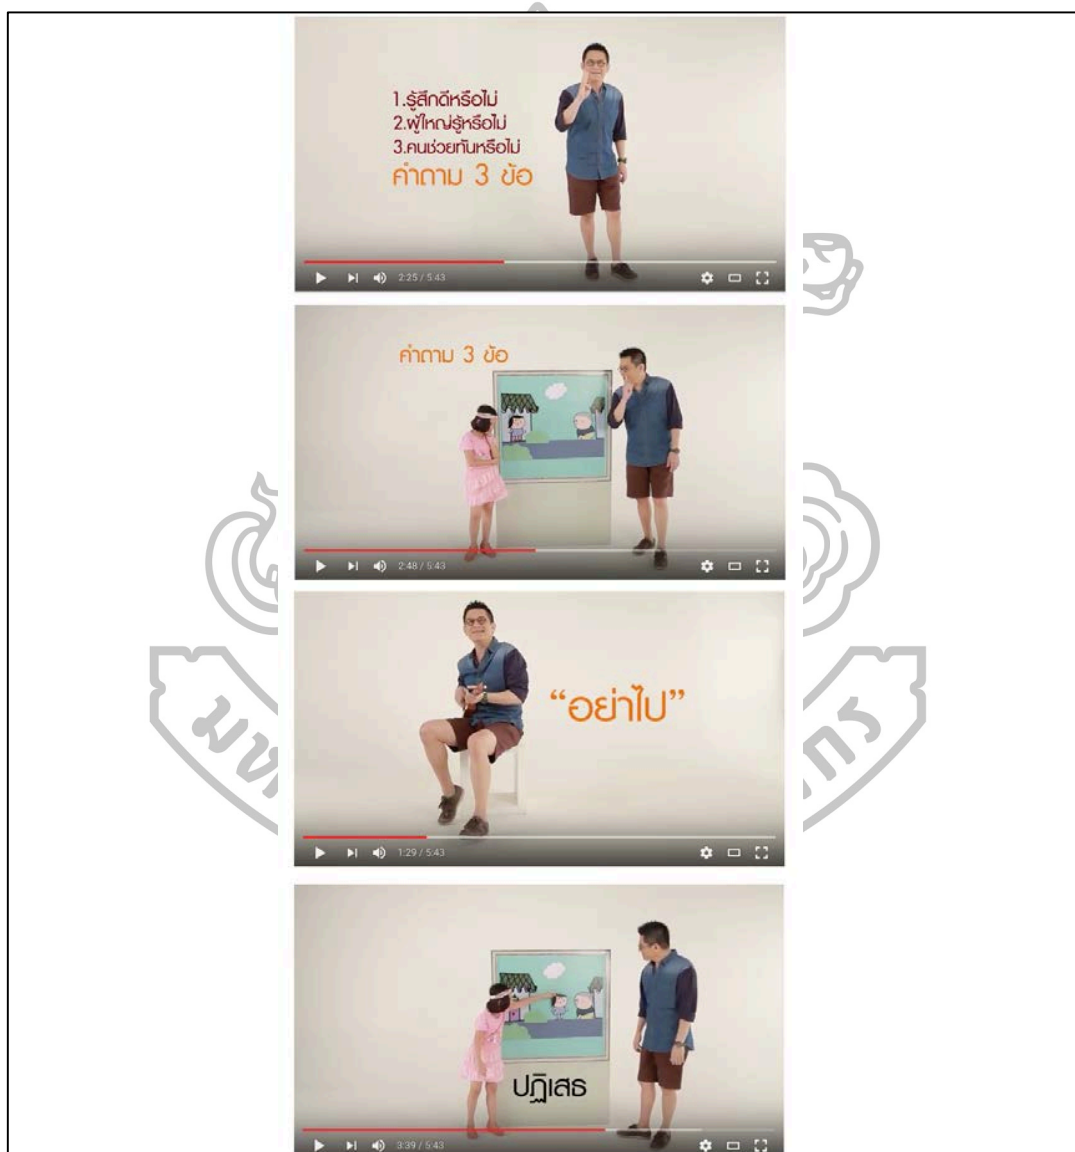 1.รู้สึกดีหรือไม่
2.ผู้ใหญ่รู้หรือไม่
3.คนช่วยทันหรือไม่
คำถาม 3 ข้อ
2:25 / 5:43
คำถาม 3 ข้อ
2:48 / 5:43
“อย่าไป”
1:29 / 5:43
ปฏิเสธ
3:39 / 5:43